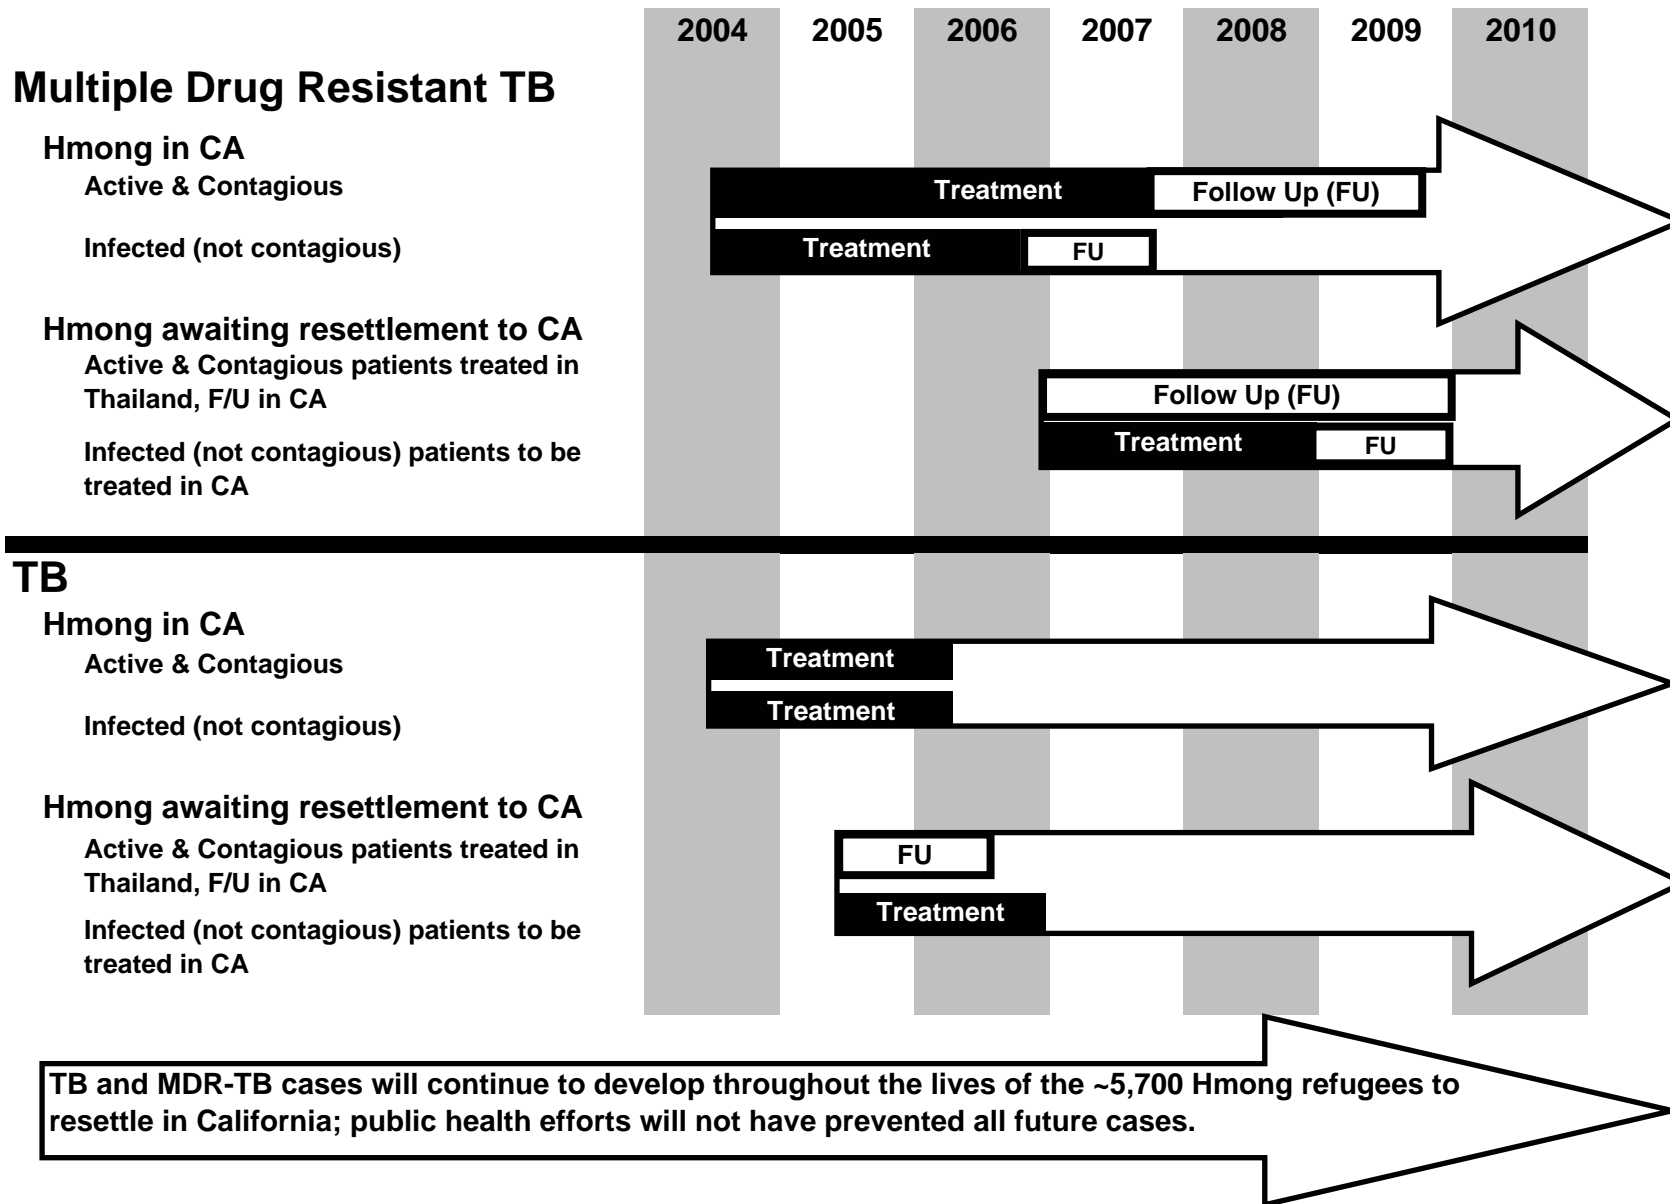 2004 2005 2006 2007 2008 2009 2010
Multiple Drug Resistant TB
Hmong in CA
Active & Contagious
Treatment
Follow Up (FU)
Infected (not contagious)
Treatment
FU
Hmong awaiting resettlement to CA
Active & Contagious patients treated in
Thailand, F/U in CA
Follow Up (FU)
Infected (not contagious) patients to be
treated in CA
Treatment
FU
TB
Hmong in CA
Active & Contagious
Treatment
Infected (not contagious)
Treatment
Hmong awaiting resettlement to CA
Active & Contagious patients treated in
Thailand, F/U in CA
FU
Infected (not contagious) patients to be
treated in CA
Treatment
TB and MDR-TB cases will continue to develop throughout the lives of the ~5,700 Hmong refugees to
resettle in California; public health efforts will not have prevented all future cases.